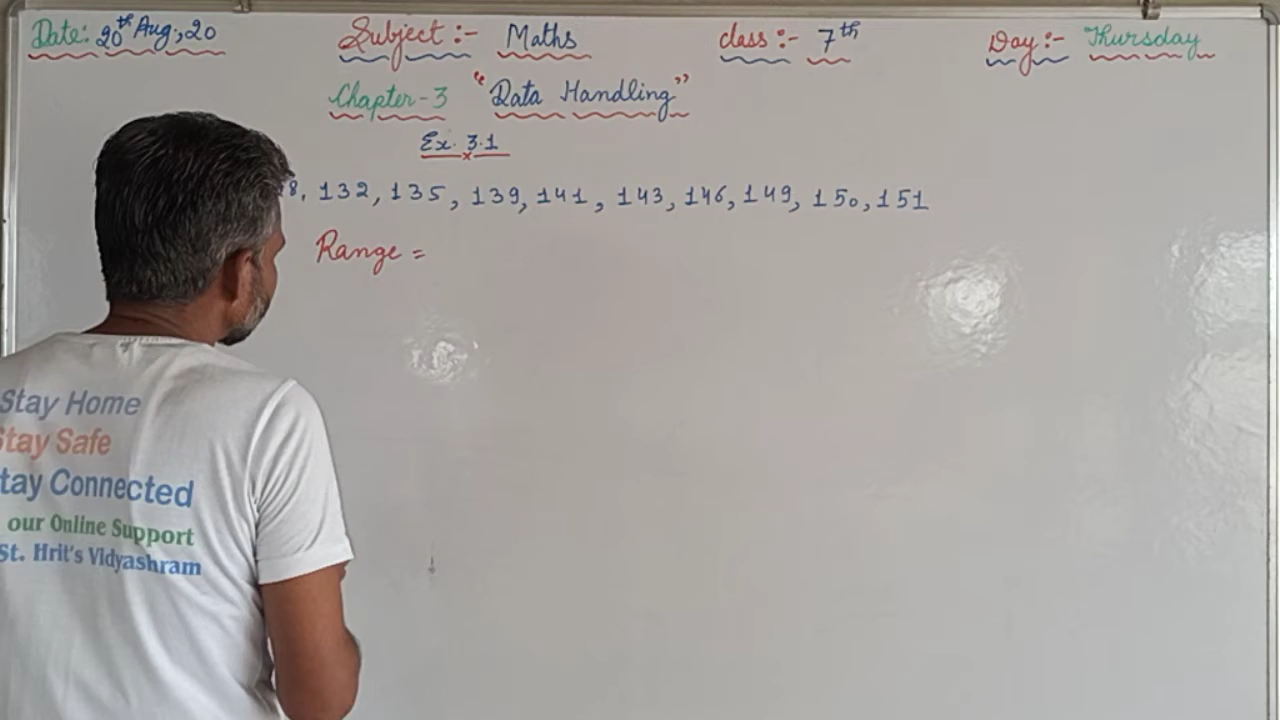 Date: 20th Aug, 20 Subject :- Maths class :- 7th Day :- Thursday
Chapter-3 "Data Handling"
Ex. 3.1
8, 132, 135, 139, 141, 143, 146, 149, 150, 151
Range =
Stay Home
Stay Safe
tay Connected
our Online Support
St. Hrit's Vidyashram